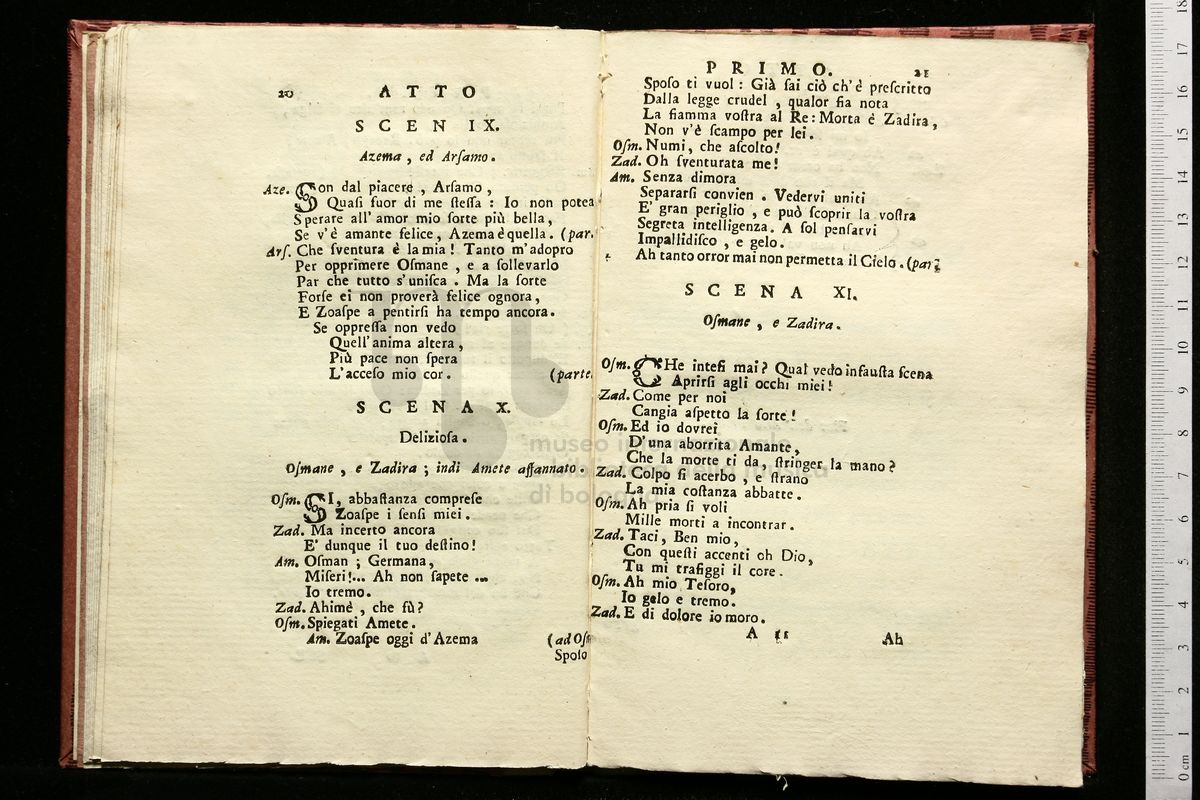 20 ATTO
SCEN IX.
Azema, ed Arſamo.
Aze. Son dal piacere, Arſamo,
Quaſi fuor di me ſteſſa: Io non potea
Sperare all'amor mio ſorte più bella,
Se v'è amante felice, Azema è quella. (par.
Arſ. Che ſventura è la mia! Tanto m'adopro
Per opprimere Oſmane, e a ſollevarlo
Par che tutto s'uniſca. Ma la ſorte
Forſe ei non proverà felice ognora,
E Zoaſpe a pentirſi ha tempo ancora.
Se oppreſſa non vedo
Quell'anima altera,
Più pace non ſpera
L'acceſo mio cor. (parte.
SCENA X.
Delizioſa.
Oſmane, e Zadira; indi Amete affannato.
Oſm. SI, abbaſtanza compreſe
Zoaſpe i ſenſi miei.
Zad. Ma incerto ancora
E' dunque il tuo deſtino!
Am. Oſman; Germana,
Miſeri!... Ah non ſapete ...
Io tremo.
Zad. Ahimè, che fù?
Oſm. Spiegati Amete.
Am. Zoaſpe oggi d'Azema (ad Oſm
Spoſo
PRIMO. 21
Spoſo ti vuol: Già ſai ciò ch'è preſcritto
Dalla legge crudel, qualor ſia nota
La fiamma voſtra al Re: Morta è Zadira,
Non v'è ſcampo per lei.
Oſm. Numi, che aſcolto!
Zad. Oh ſventurata me!
Am. Senza dimora
Separarſi convien. Vedervi uniti
E' gran periglio, e può ſcoprir la voſtra
Segreta intelligenza. A ſol penſarvi
Impallidiſco, e gelo.
Ah tanto orror mai non permetta il Cielo. (par.
SCENA XI.
Oſmane, e Zadira.
Oſm. CHe inteſi mai? Qual vedo infauſta ſcena
Aprirſi agli occhi miei!
Zad. Come per noi
Cangia aſpetto la ſorte!
Oſm. Ed io dovrei
D'una aborrita Amante,
Che la morte ti da, ſtringer la mano?
Zad. Colpo ſì acerbo, e ſtrano
La mia coſtanza abbatte.
Oſm. Ah pria ſi voli
Mille morti a incontrar.
Zad. Taci, Ben mio,
Con queſti accenti oh Dio,
Tu mi trafiggi il core.
Oſm. Ah mio Teſoro,
Io gelo e tremo.
Zad. E di dolore io moro.
A 11 Ah